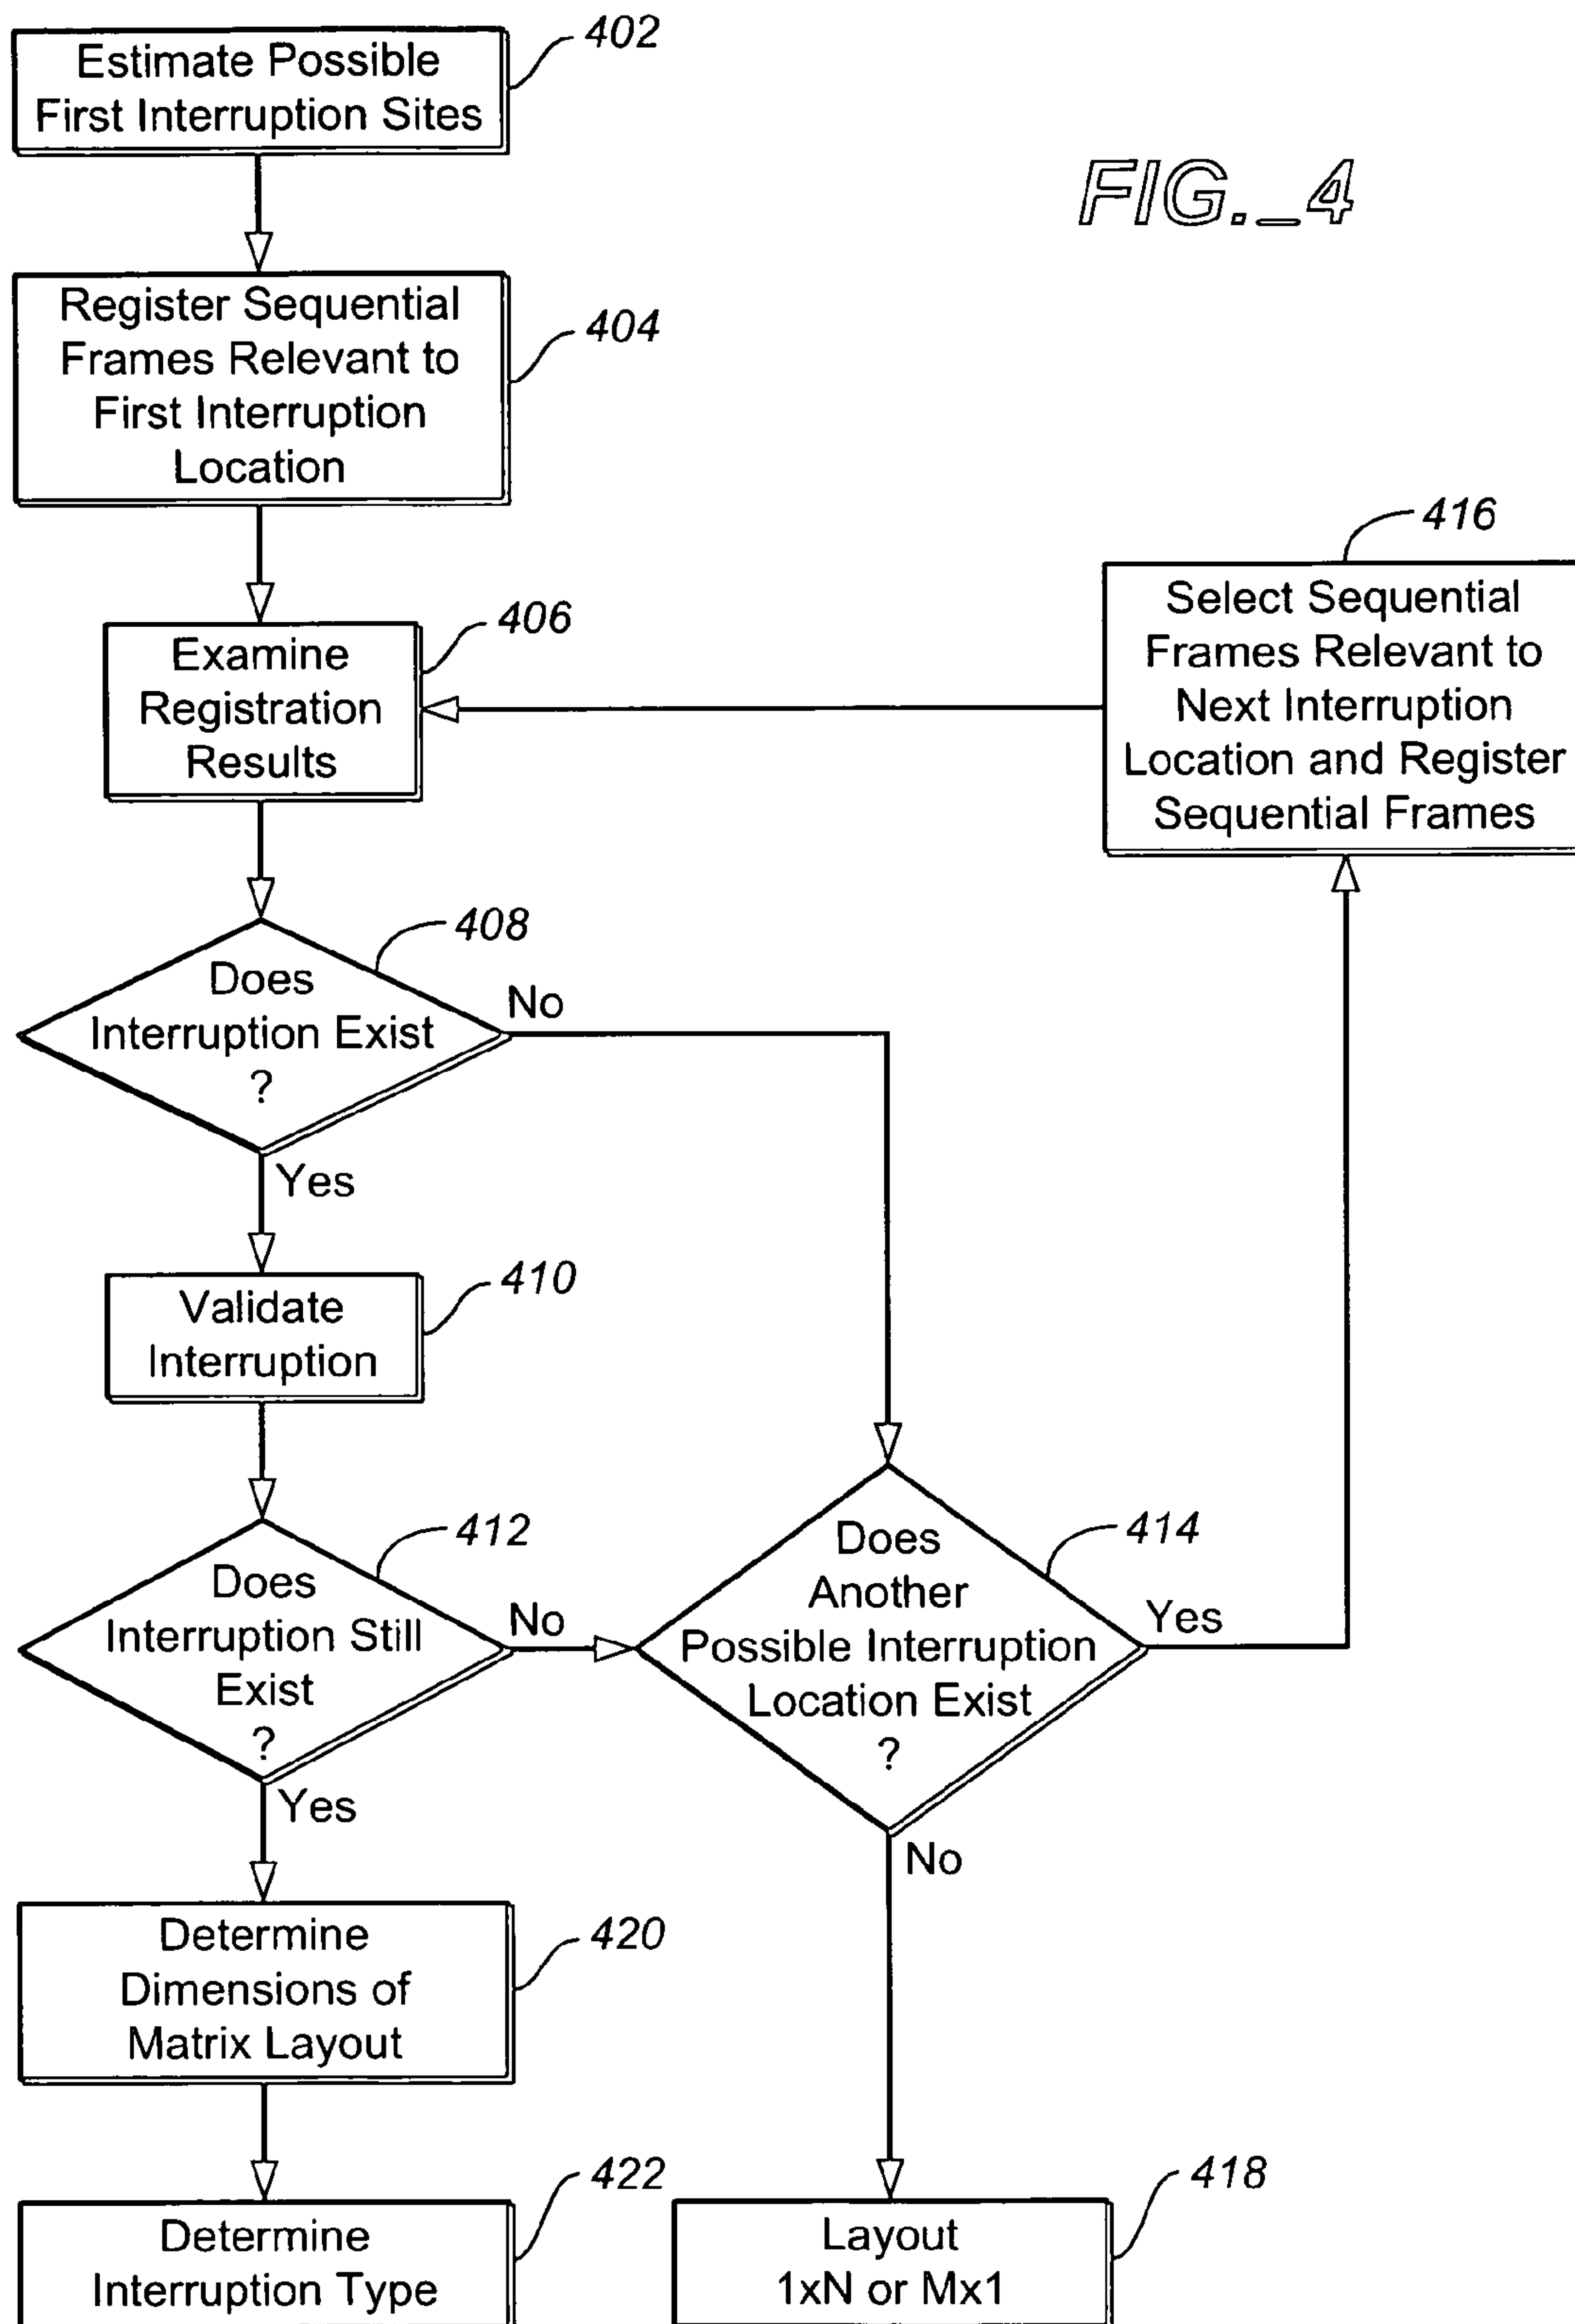 402
Estimate Possible
First Interruption Sites
FIG._4
Register Sequential
Frames Relevant to
First Interruption
Location
404
416
Select Sequential
Frames Relevant to
Next Interruption
Location and Register
Sequential Frames
406
Examine
Registration
Results
408
Does
Interruption Exist
?
No
Yes
410
Validate
Interruption
412
Does
Interruption Still
Exist
?
No
Yes
414
Does
Another
Possible Interruption
Location Exist
?
Yes
No
420
Determine
Dimensions of
Matrix Layout
422
Determine
Interruption Type
418
Layout
1xN or Mx1